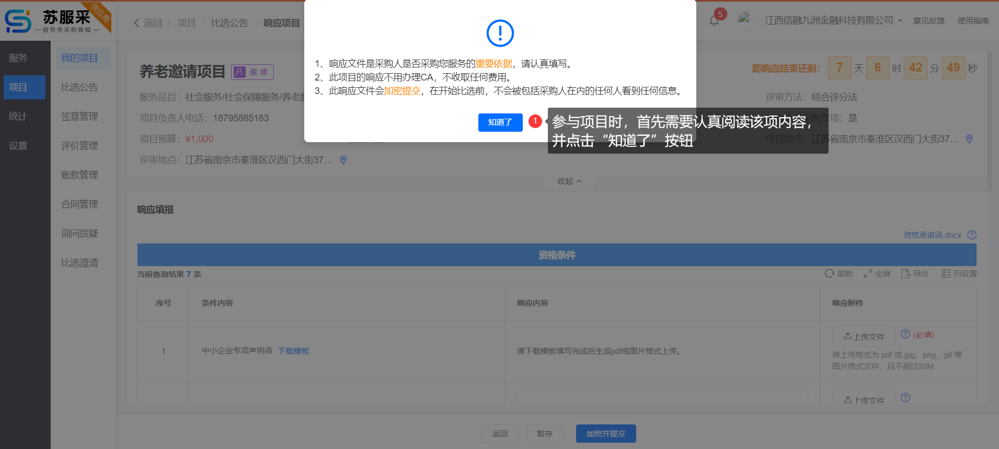 苏服采
服务类采购商城
供应商
返回
项目 / 比选公告 / 响应项目
5
江西信融九洲金融科技有限公司
意见反馈
使用指南
服务
项目
统计
设置
我的项目
比选公告
签章管理
评价管理
账款管理
合同管理
询问质疑
比选澄清
1、响应文件是采购人是否采购您服务的重要依据，请认真填写。
2、此项目的响应不用办理CA，不收取任何费用。
3、此响应文件会加密提交，在开始比选前，不会被包括采购人在内的任何人看到任何信息。
知道了
1
参与项目时，首先需要认真阅读该项内容，
并点击“知道了”按钮
养老邀请项目 邀请
距响应结束还剩： 7 天 6 时 42 分 49 秒
服务品目：社会服务/社会保障服务/养老服
评审方法：综合评分法
项目负责人电话：18795885183
采购专项：是
项目预算：¥1,000
项目地点：江苏省南京市秦淮区汉西门大街37...
评审地点：江苏省南京市秦淮区汉西门大街37...
收起
响应填报
资格承诺函.docx
资格条件
当前查询结果 7 条
刷新 全屏 导出 列设置
序号 条件内容 响应内容 响应附件
1 中小企业专项声明函 下载模板 请下载模板填写完成后生成pdf或图片格式上传。
上传文件 (必填)
请上传格式为 pdf 或 jpg，png，gif 等
图片格式文件，且不超过20M
上传文件
返回 暂存 加密并提交